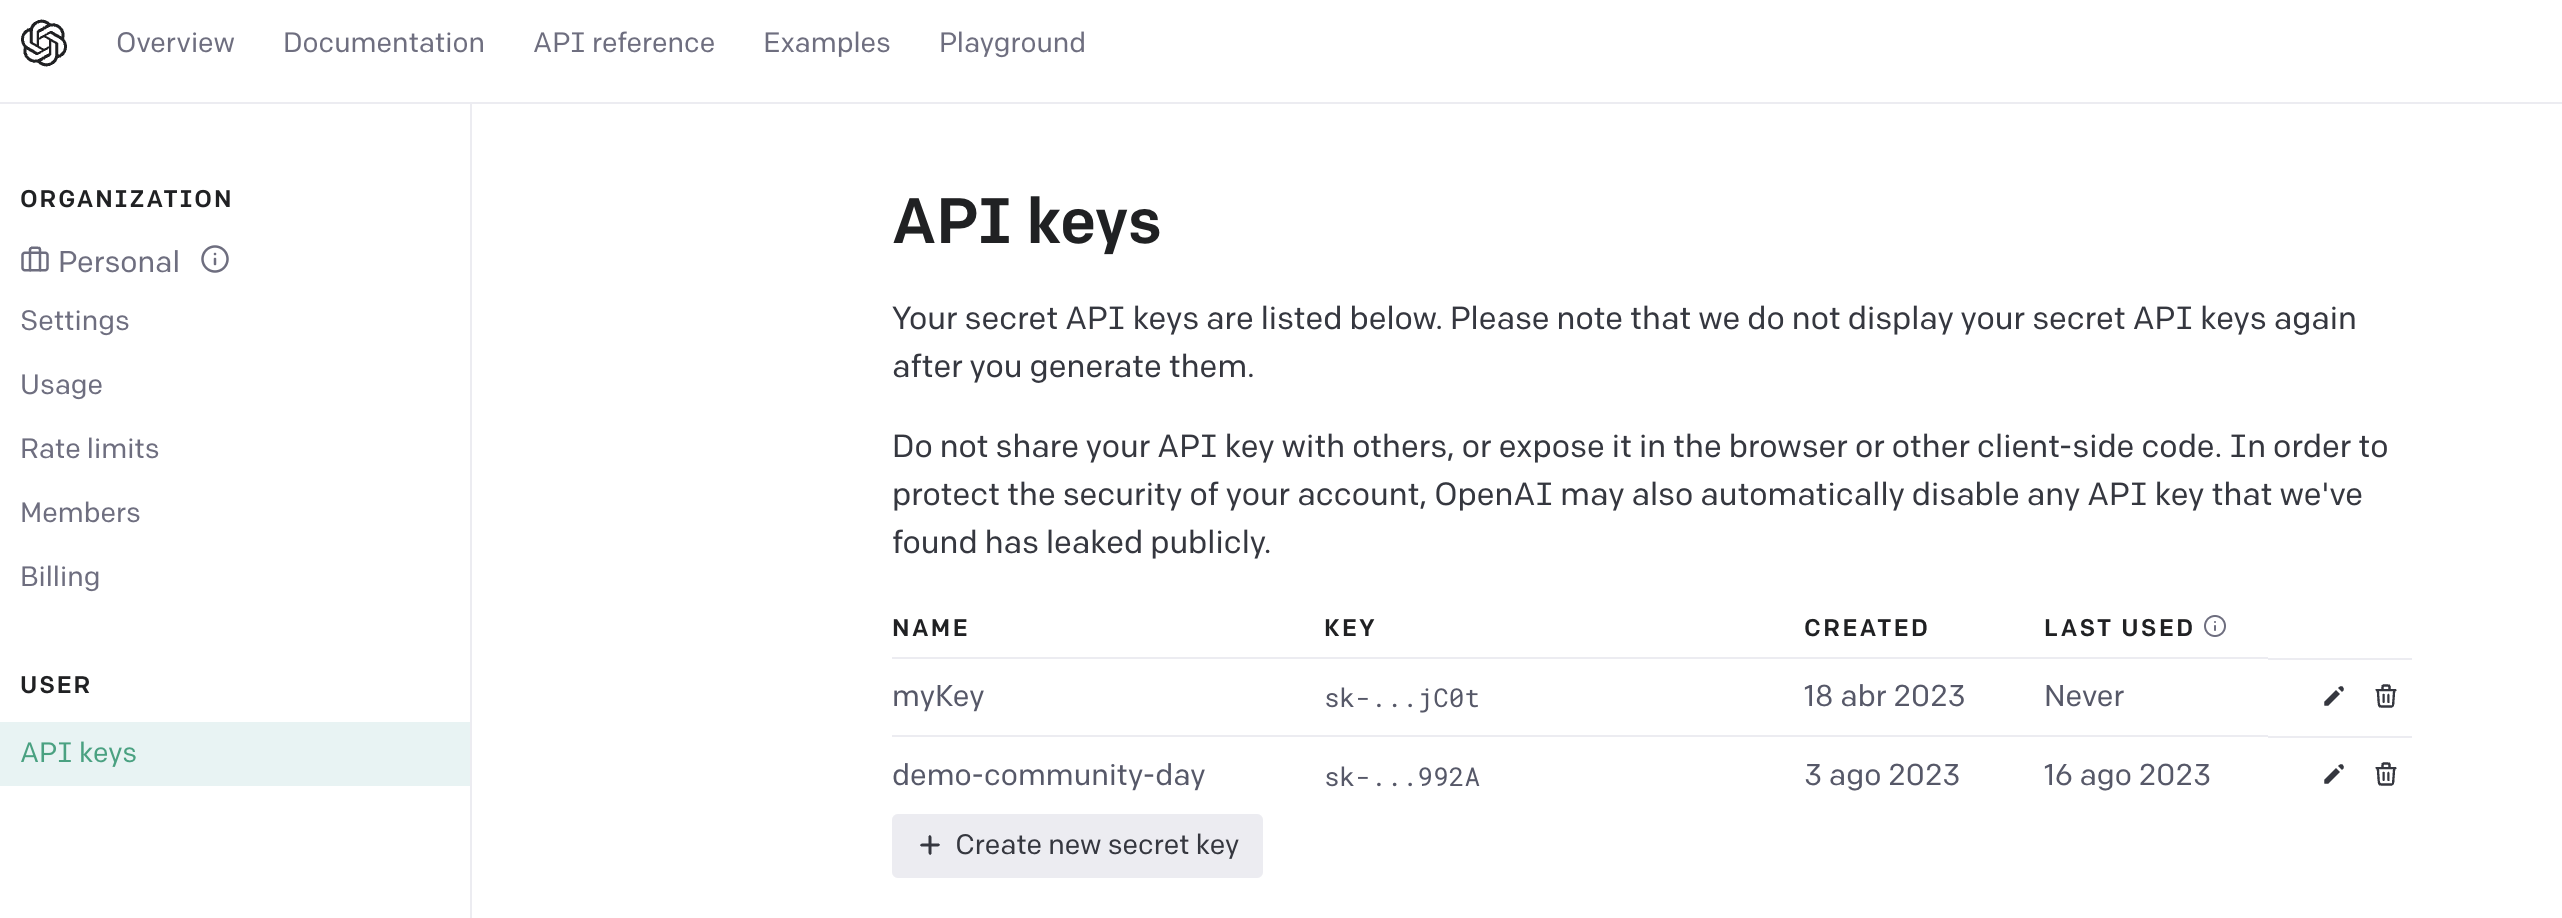 Overview Documentation API reference Examples Playground
ORGANIZATION
Personal
Settings
Usage
Rate limits
Members
Billing
USER
API keys
API keys
Your secret API keys are listed below. Please note that we do not display your secret API keys again
after you generate them.
Do not share your API key with others, or expose it in the browser or other client-side code. In order to
protect the security of your account, OpenAI may also automatically disable any API key that we've
found has leaked publicly.
NAME KEY CREATED LAST USED
myKey sk-...jC0t 18 abr 2023 Never
demo-community-day sk-...992A 3 ago 2023 16 ago 2023
+ Create new secret key